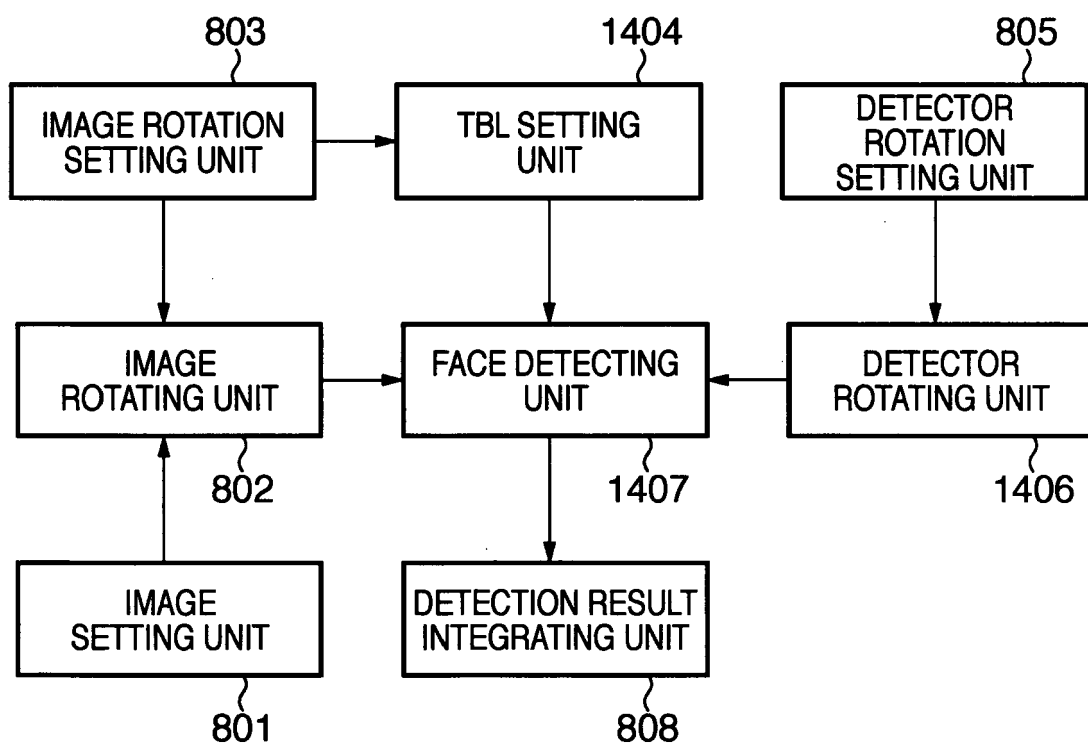 803
1404
805
IMAGE ROTATION
SETTING UNIT
TBL SETTING
UNIT
DETECTOR
ROTATION
SETTING UNIT
IMAGE
ROTATING UNIT
FACE DETECTING
UNIT
DETECTOR
ROTATING UNIT
802
1407
1406
IMAGE
SETTING UNIT
DETECTION RESULT
INTEGRATING UNIT
801
808